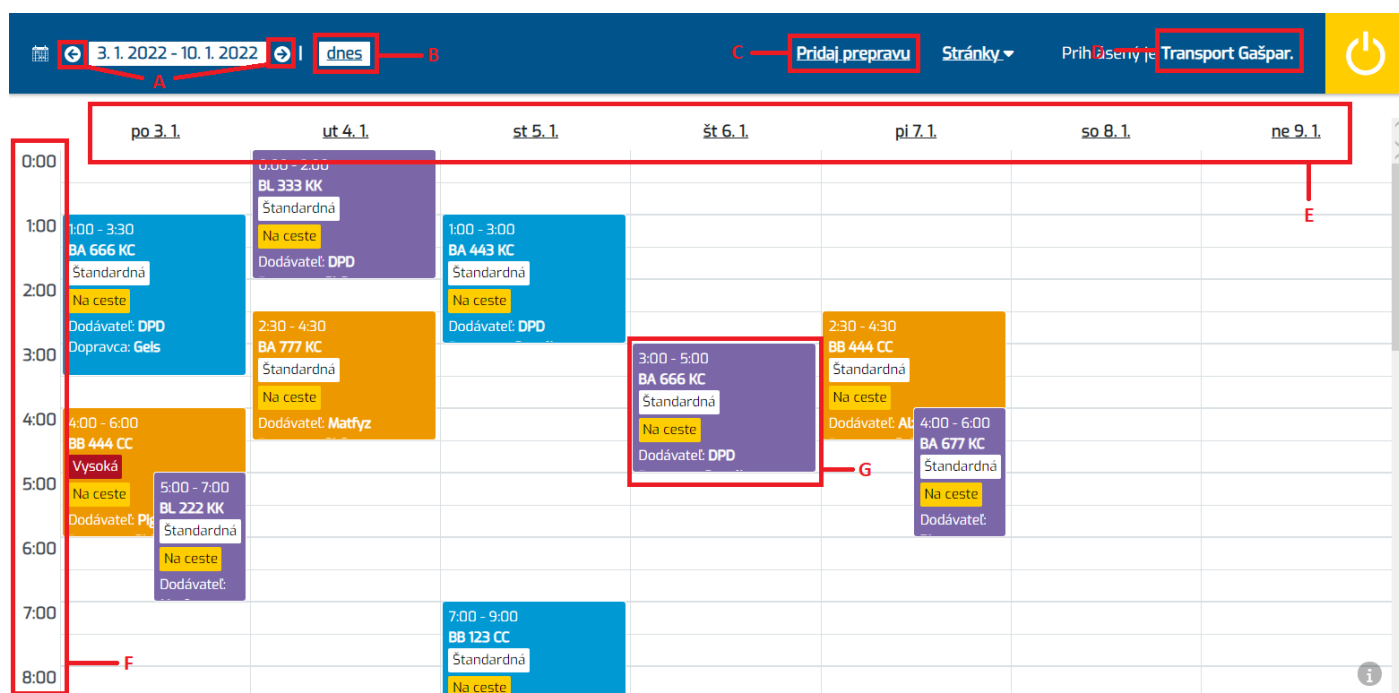 3. 1. 2022 - 10. 1. 2022 | dnes B C Pridaj prepravu Stránky Prihlásený je D Transport Gašpar.
A
po 3. 1. ut 4. 1. st 5. 1. št 6. 1. pi 7. 1. so 8. 1. ne 9. 1.
E
F
0:00
1:00
2:00
3:00
4:00
5:00
6:00
7:00
8:00
1:00 - 3:30
BA 666 KC
Štandardná
Na ceste
Dodávateľ: DPD
Dopravca: Geis
4:00 - 6:00
BB 444 CC
Vysoká
Na ceste
Dodávateľ:
5:00 - 7:00
BL 222 KK
Štandardná
Na ceste
Dodávateľ:
0:00 - 2:00
BL 333 KK
Štandardná
Na ceste
Dodávateľ: DPD
2:30 - 4:30
BA 777 KC
Štandardná
Na ceste
Dodávateľ: Matfyz
1:00 - 3:00
BA 443 KC
Štandardná
Na ceste
Dodávateľ: DPD
7:00 - 9:00
BB 123 CC
Štandardná
Na ceste
3:00 - 5:00
BA 666 KC
Štandardná
Na ceste
Dodávateľ: DPD
G
2:30 - 4:30
BB 444 CC
Štandardná
Na ceste
Dodávateľ:
4:00 - 6:00
BA 677 KC
Štandardná
Na ceste
Dodávateľ: